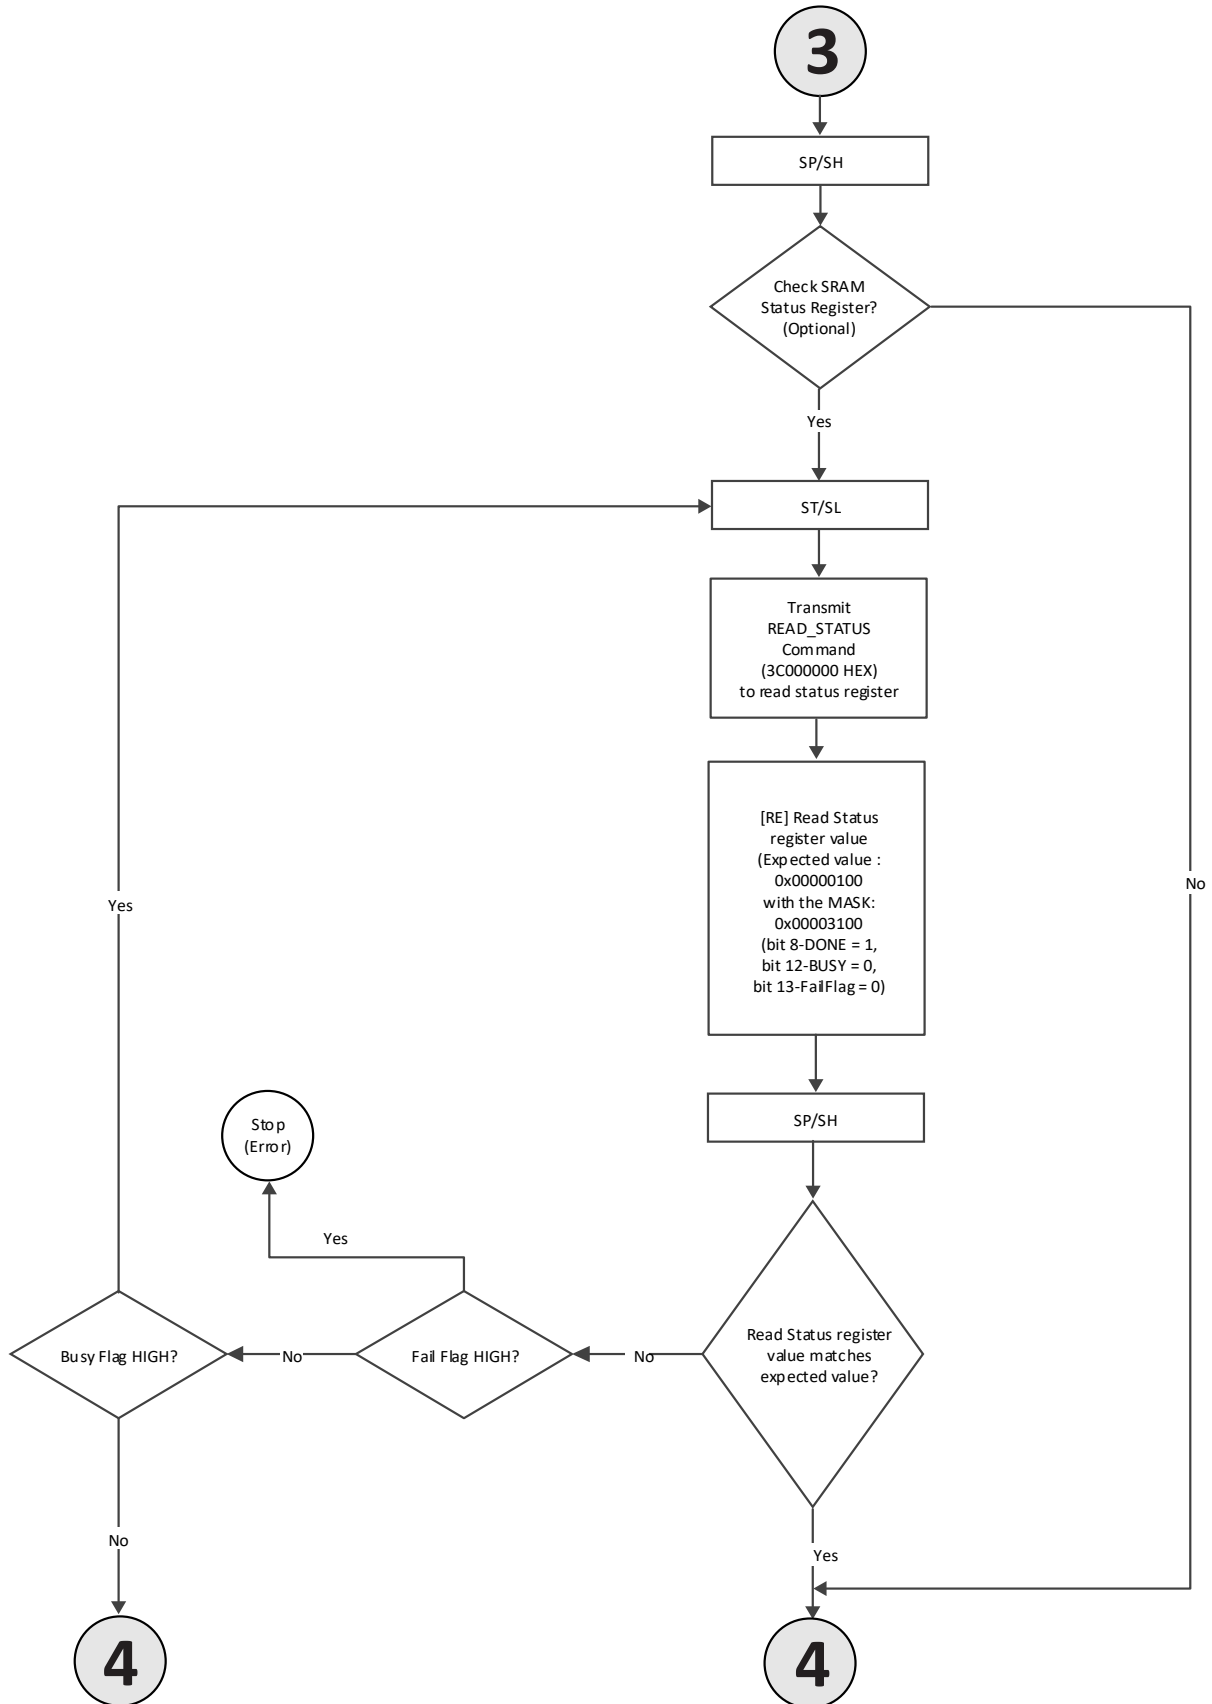 3
SP/SH
Check SRAM
Status Register?
(Optional)
Yes
ST/SL
Transmit
READ_STATUS
Command
(3C000000 HEX)
to read status register
[RE] Read Status
register value
(Expected value :
0x00000100
with the MASK:
0x00003100
(bit 8-DONE = 1,
bit 12-BUSY = 0,
bit 13-FailFlag = 0)
No
Yes
SP/SH
Stop
(Error)
Yes
Read Status register
value matches
expected value?
No
Fail Flag HIGH?
No
Busy Flag HIGH?
No
Yes
4
4